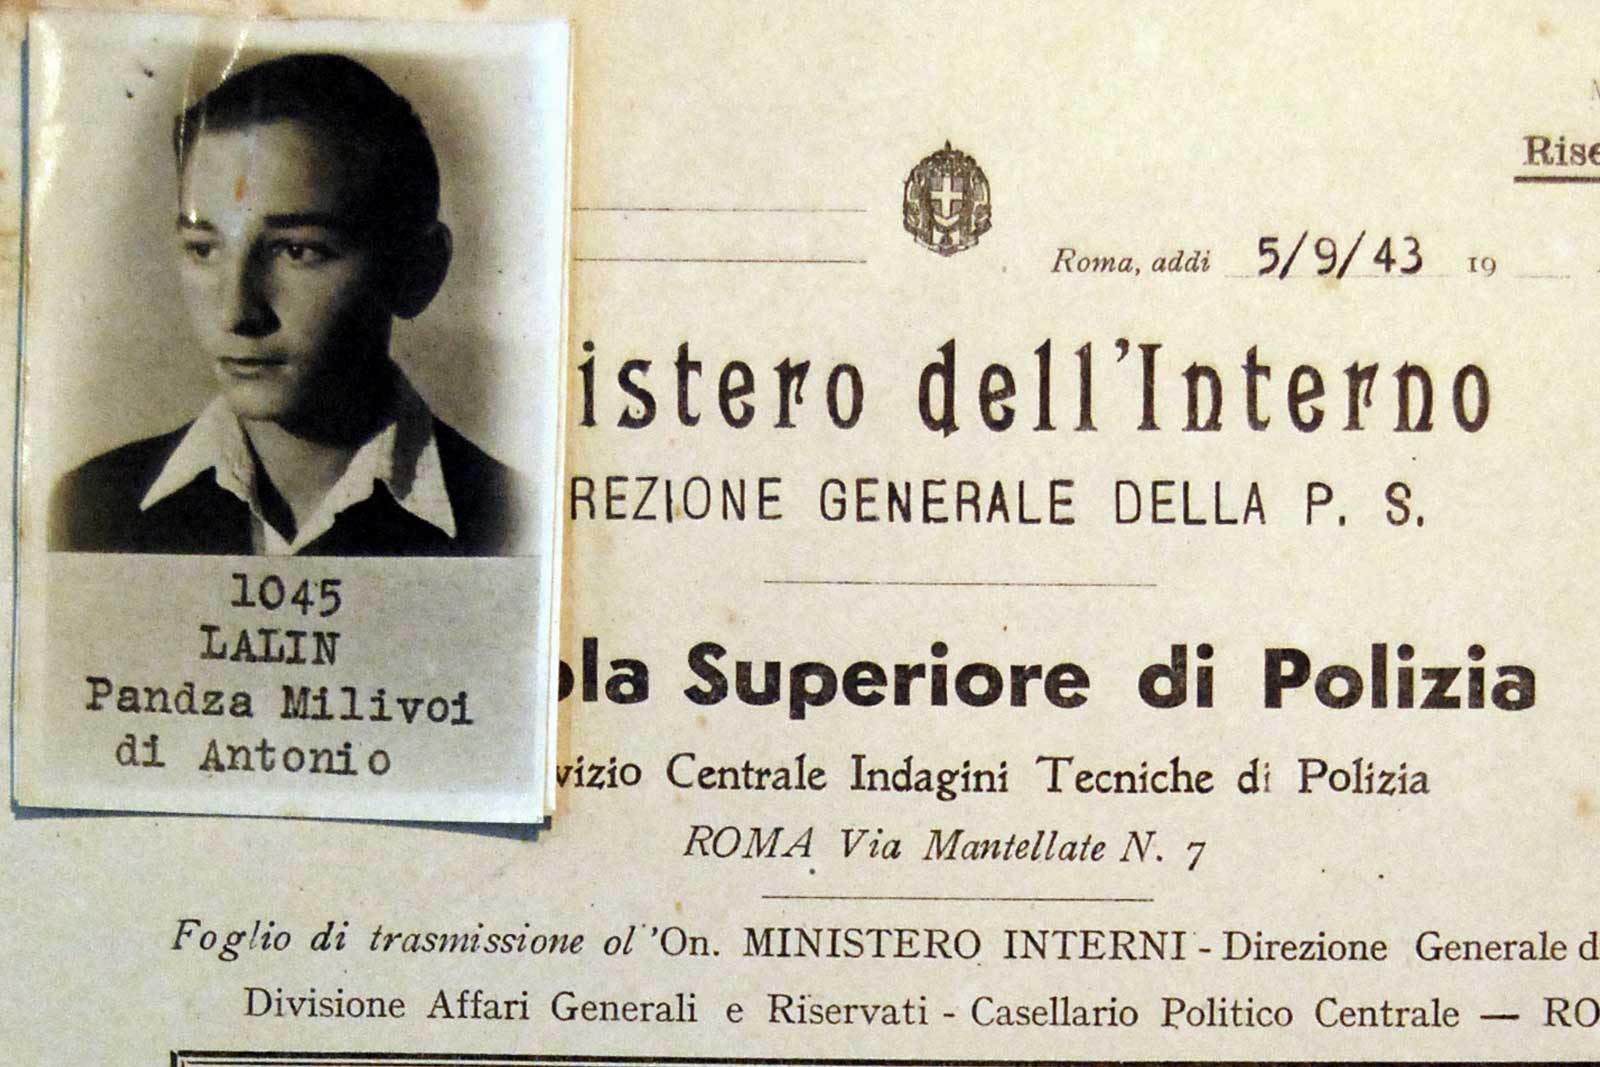 1045
LALIN
Pandza Milivoi
di Antonio
Rise
Roma, addi 5/9/43 19
istero dell'Interno
REZIONE GENERALE DELLA P. S.
ola Superiore di Polizia
vizio Centrale Indagini Tecniche di Polizia
ROMA Via Mantellate N. 7
Foglio di trasmissione ol'On. MINISTERO INTERNI - Direzione Generale d
Divisione Affari Generali e Riservati - Casellario Politico Centrale — RO